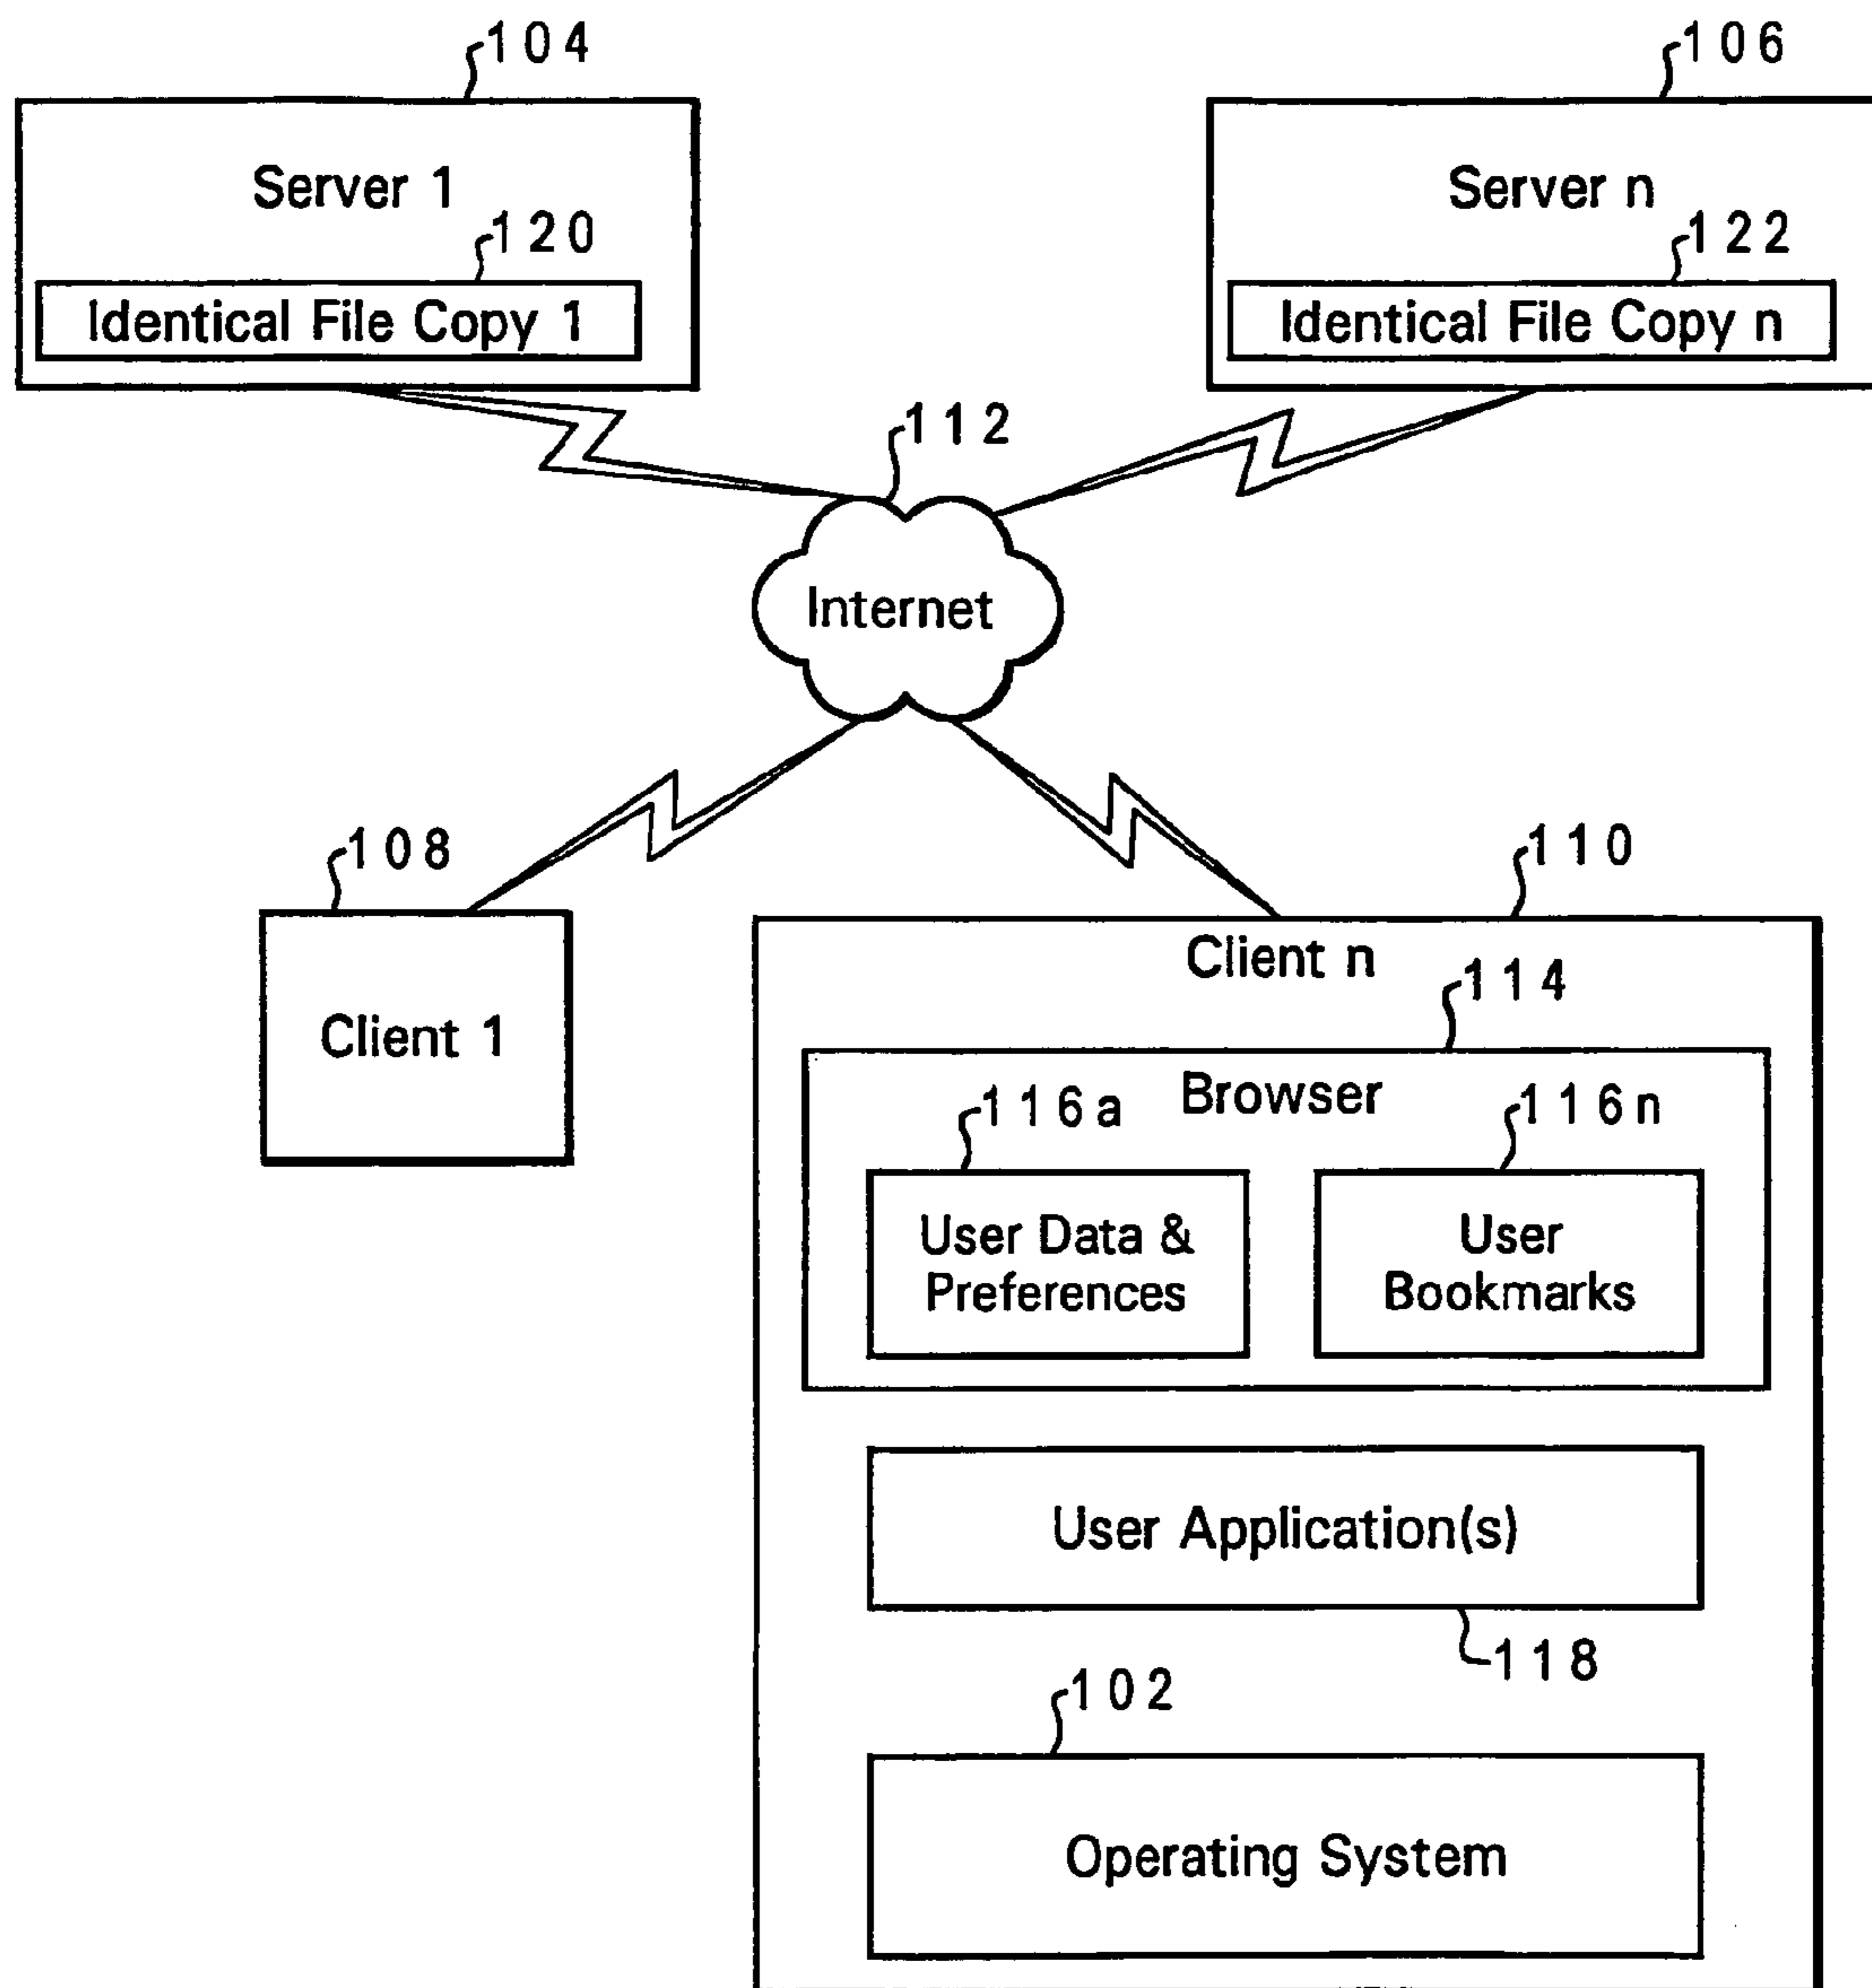 104
106
Server 1
Server n
120
122
Identical File Copy 1
Identical File Copy n
112
Internet
108
110
Client 1
Client n
114
Browser
116a
116n
User Data &
Preferences
User
Bookmarks
User Application(s)
118
102
Operating System